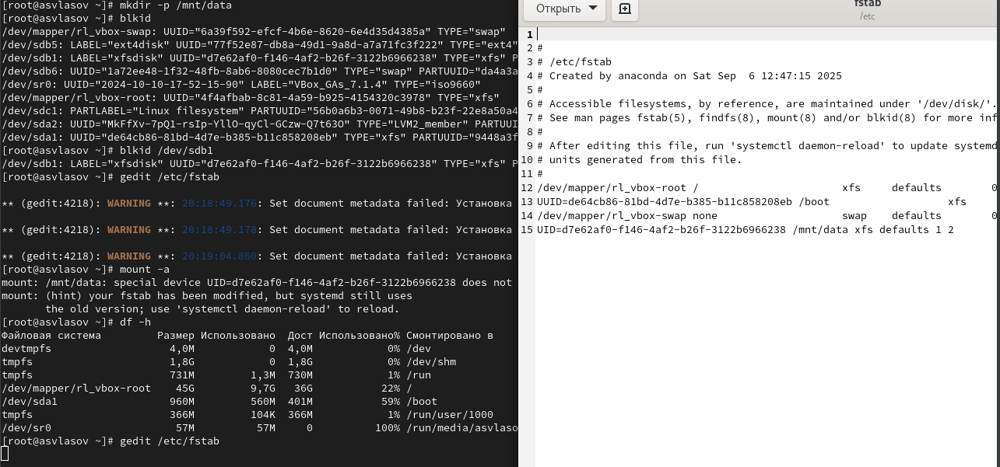 [root@asvlasov ~]# mkdir -p /mnt/data
[root@asvlasov ~]# blkid
/dev/mapper/rl_vbox-swap: UUID="6a39f592-efcf-4b6e-8620-6e4d35d4385a" TYPE="swap"
/dev/sdb5: LABEL="ext4disk" UUID="77f52e87-db8a-49d1-9a8d-a7a71fc3f222" TYPE="ext4"
/dev/sdb1: LABEL="xfsdisk" UUID="d7e62af0-f146-4af2-b26f-3122b6966238" TYPE="xfs" P
/dev/sdb6: UUID="1a72ee48-1f32-48fb-8ab6-8080cec7b1d0" TYPE="swap" PARTUUID="da4a3a
/dev/sr0: UUID="2024-10-10-17-52-15-90" LABEL="VBox_GAs_7.1.4" TYPE="iso9660"
/dev/mapper/rl_vbox-root: UUID="4f4afbab-8c81-4a59-b925-4154320c3978" TYPE="xfs"
/dev/sdc1: PARTLABEL="Linux filesystem" PARTUUID="56b0a6b3-0071-49b8-b23f-22e8a50a4
/dev/sda2: UUID="MkFfXv-7pQ1-rsIp-YllO-qyCl-GCzw-Q7t63O" TYPE="LVM2_member" PARTUUI
/dev/sda1: UUID="de64cb86-81bd-4d7e-b385-b11c858208eb" TYPE="xfs" PARTUUID="9448a3f
[root@asvlasov ~]# blkid /dev/sdb1
/dev/sdb1: LABEL="xfsdisk" UUID="d7e62af0-f146-4af2-b26f-3122b6966238" TYPE="xfs" P
[root@asvlasov ~]# gedit /etc/fstab
** (gedit:4218): WARNING **: 20:18:49.176: Set document metadata failed: Установка
** (gedit:4218): WARNING **: 20:18:49.178: Set document metadata failed: Установка
** (gedit:4218): WARNING **: 20:19:04.860: Set document metadata failed: Установка
[root@asvlasov ~]# mount -a
mount: /mnt/data: special device UID=d7e62af0-f146-4af2-b26f-3122b6966238 does not
mount: (hint) your fstab has been modified, but systemd still uses
the old version; use 'systemctl daemon-reload' to reload.
[root@asvlasov ~]# df -h
Файловая система Размер Использовано Дост Использовано% Смонтировано в
devtmpfs 4,0M 0 4,0M 0% /dev
tmpfs 1,8G 0 1,8G 0% /dev/shm
tmpfs 731M 1,3M 730M 1% /run
/dev/mapper/rl_vbox-root 45G 9,7G 36G 22% /
/dev/sda1 960M 560M 401M 59% /boot
tmpfs 366M 104K 366M 1% /run/user/1000
/dev/sr0 57M 57M 0 100% /run/media/asvlaso
[root@asvlasov ~]# gedit /etc/fstab
Открыть
fstab
/etc
1
2 #
3 # /etc/fstab
4 # Created by anaconda on Sat Sep 6 12:47:15 2025
5 #
6 # Accessible filesystems, by reference, are maintained under '/dev/disk/'.
7 # See man pages fstab(5), findfs(8), mount(8) and/or blkid(8) for more inf
8 #
9 # After editing this file, run 'systemctl daemon-reload' to update systemd
10 # units generated from this file.
11 #
12 /dev/mapper/rl_vbox-root / xfs defaults 0
13 UUID=de64cb86-81bd-4d7e-b385-b11c858208eb /boot xfs
14 /dev/mapper/rl_vbox-swap none swap defaults 0
15 UID=d7e62af0-f146-4af2-b26f-3122b6966238 /mnt/data xfs defaults 1 2